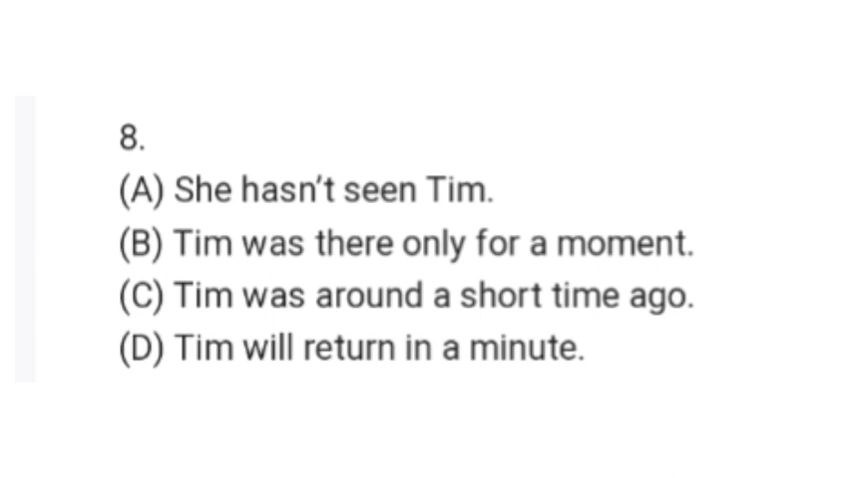 8.
(A) She hasn't seen Tim.
(B) Tim was there only for a moment.
(C) Tim was around a short time ago.
(D) Tim will return in a minute.